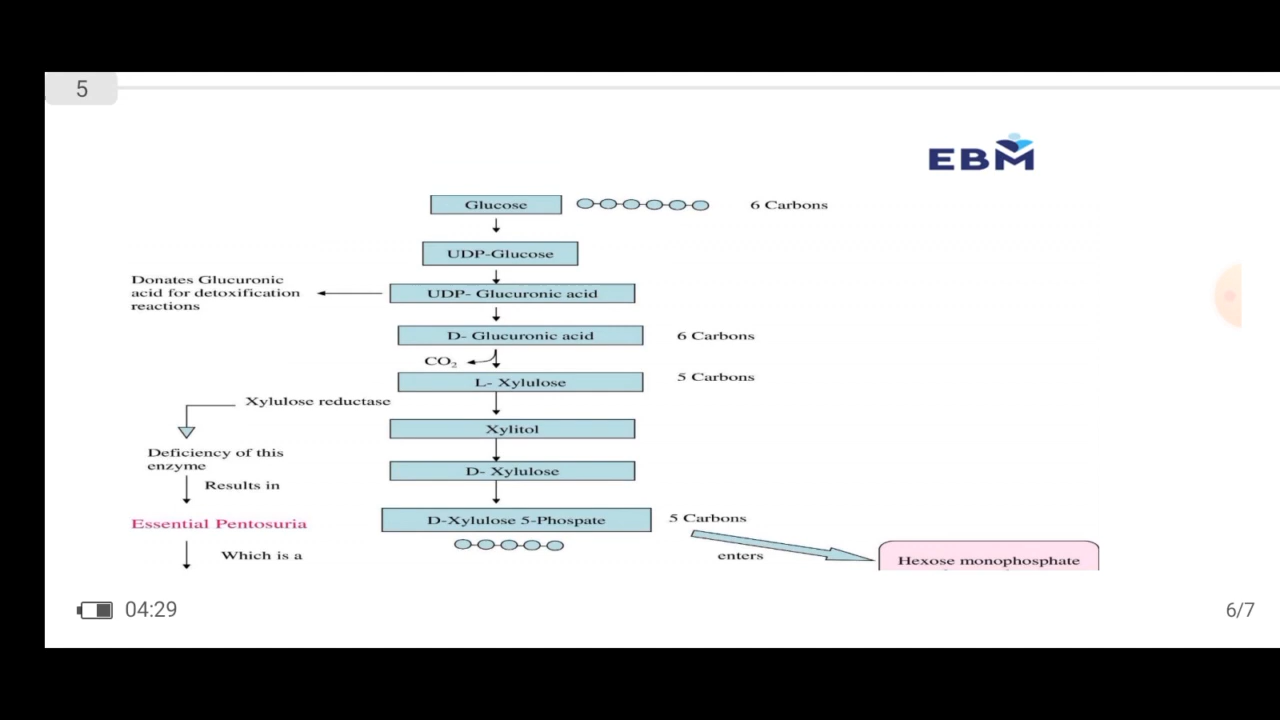 5
EBM
Glucose
6 Carbons
UDP-Glucose
Donates Glucuronic
acid for detoxification
reactions
UDP- Glucuronic acid
D- Glucuronic acid
6 Carbons
CO₂
L- Xylulose
5 Carbons
Xylulose reductase
Xylitol
Deficiency of this
enzyme
D- Xylulose
Results in
D-Xylulose 5-Phospate
5 Carbons
Essential Pentosuria
Which is a
enters
Hexose monophosphate
04:29
6/7